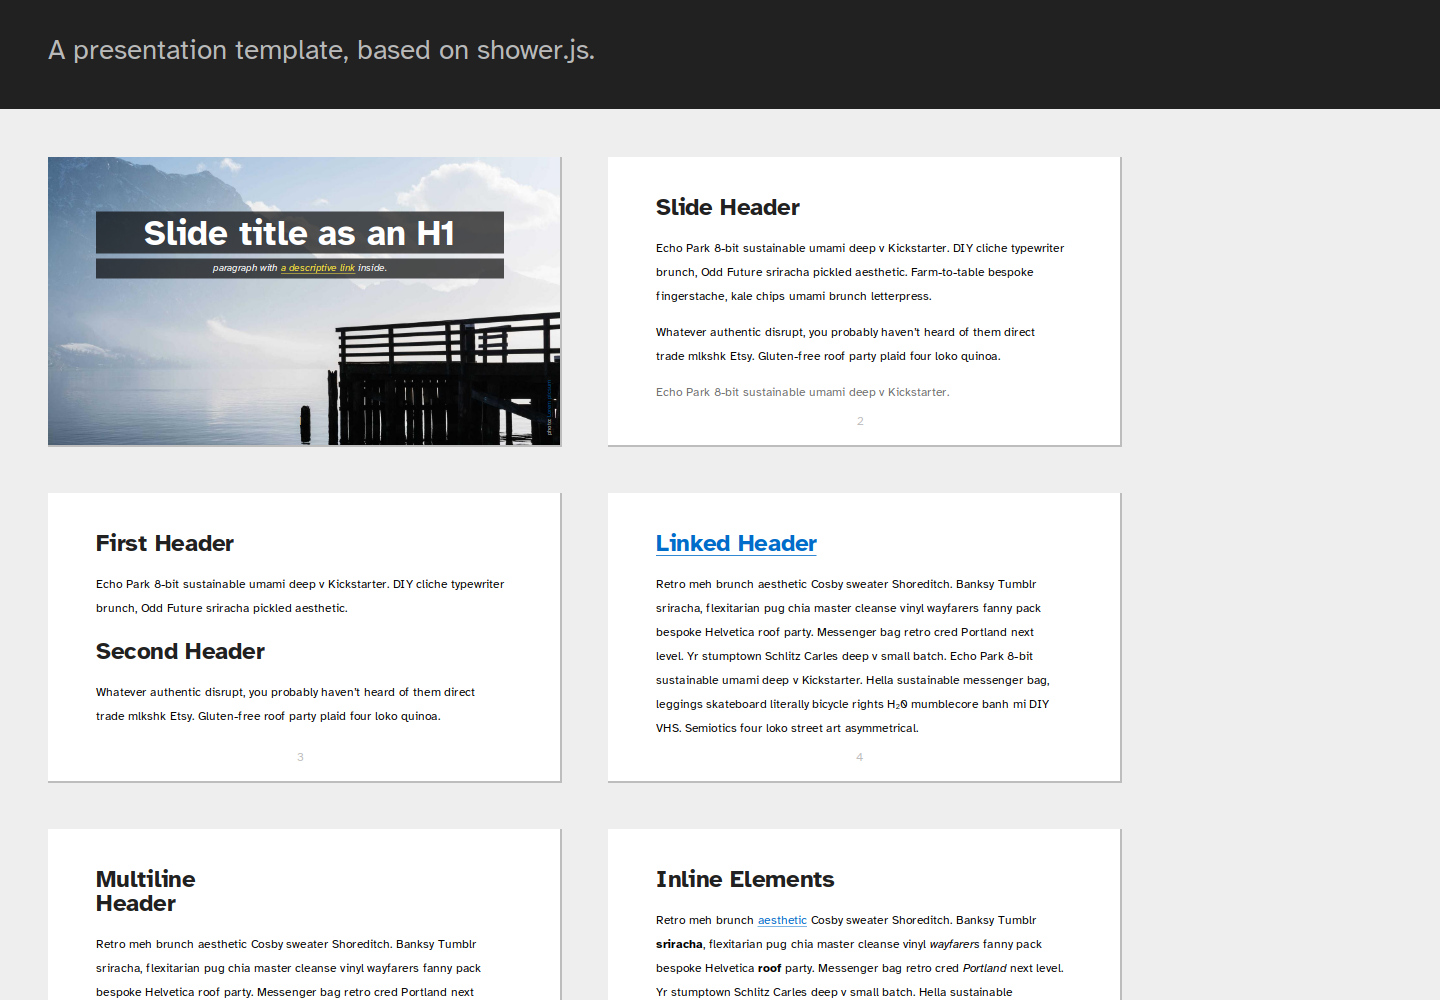 A presentation template, based on shower.js.
Slide title as an H1
paragraph with a descriptive link inside.
photo:
Slide Header
Echo Park 8-bit sustainable umami deep v Kickstarter. DIY cliche typewriter
brunch, Odd Future sriracha pickled aesthetic. Farm-to-table bespoke
fingerstache, kale chips umami brunch letterpress.
Whatever authentic disrupt, you probably haven't heard of them direct
trade mlkshk Etsy. Gluten-free roof party plaid four loko quinoa.
Echo Park 8-bit sustainable umami deep v Kickstarter.
2
First Header
Echo Park 8-bit sustainable umami deep v Kickstarter. DIY cliche typewriter
brunch, Odd Future sriracha pickled aesthetic.
Second Header
Whatever authentic disrupt, you probably haven't heard of them direct
trade mlkshk Etsy. Gluten-free roof party plaid four loko quinoa.
3
Linked Header
Retro meh brunch aesthetic Cosby sweater Shoreditch. Banksy Tumblr
sriracha, flexitarian pug chia master cleanse vinyl wayfarers fanny pack
bespoke Helvetica roof party. Messenger bag retro cred Portland next
level. Yr stumptown Schlitz Carles deep v small batch. Echo Park 8-bit
sustainable umami deep v Kickstarter. Hella sustainable messenger bag,
leggings skateboard literally bicycle rights H₂0 mumblecore banh mi DIY
VHS. Semiotics four loko street art asymmetrical.
4
Multiline
Header
Retro meh brunch aesthetic Cosby sweater Shoreditch. Banksy Tumblr
sriracha, flexitarian pug chia master cleanse vinyl wayfarers fanny pack
bespoke Helvetica roof party. Messenger bag retro cred Portland next
Inline Elements
Retro meh brunch aesthetic Cosby sweater Shoreditch. Banksy Tumblr
sriracha, flexitarian pug chia master cleanse vinyl wayfarers fanny pack
bespoke Helvetica roof party. Messenger bag retro cred Portland next level.
Yr stumptown Schlitz Carles deep v small batch. Hella sustainable